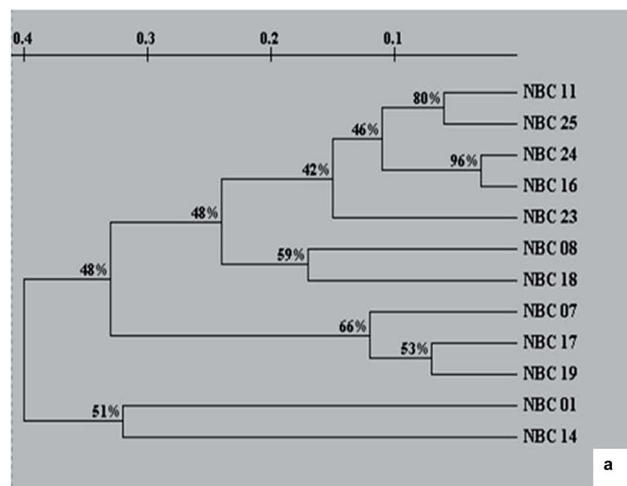 0.4 0.3 0.2 0.1
80% NBC 11
NBC 25
46%
96% NBC 24
NBC 16
42%
NBC 23
48%
59% NBC 08
NBC 18
48%
66% NBC 07
53% NBC 17
NBC 19
51% NBC 01
NBC 14
a